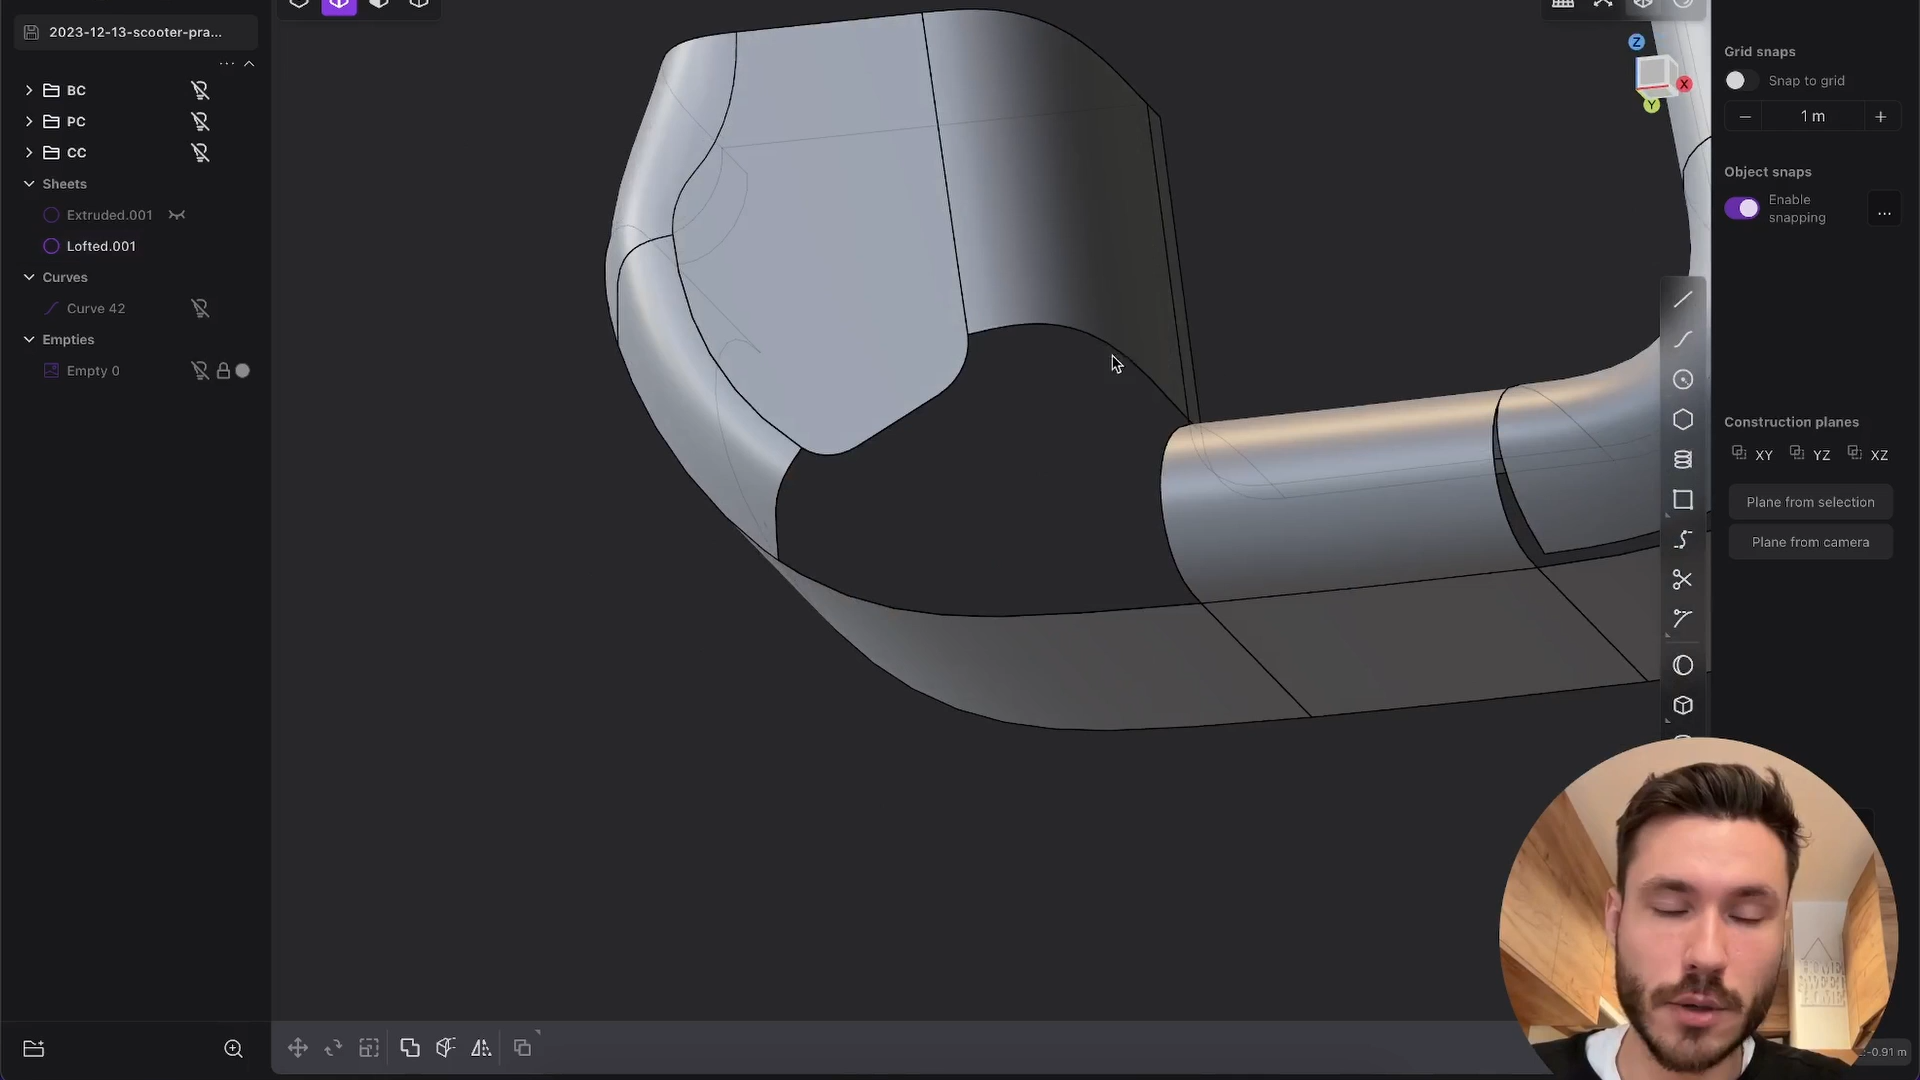 2023-12-13-scooter-pra...
BC
PC
CC
Sheets
Extruded.001
Lofted.001
Curves
Curve 42
Empties
Empty 0
Z
X
Y
Grid snaps
Snap to grid
1 m
Object snaps
Enable
snapping
Construction planes
XY YZ XZ
Plane from selection
Plane from camera
-0.91 m